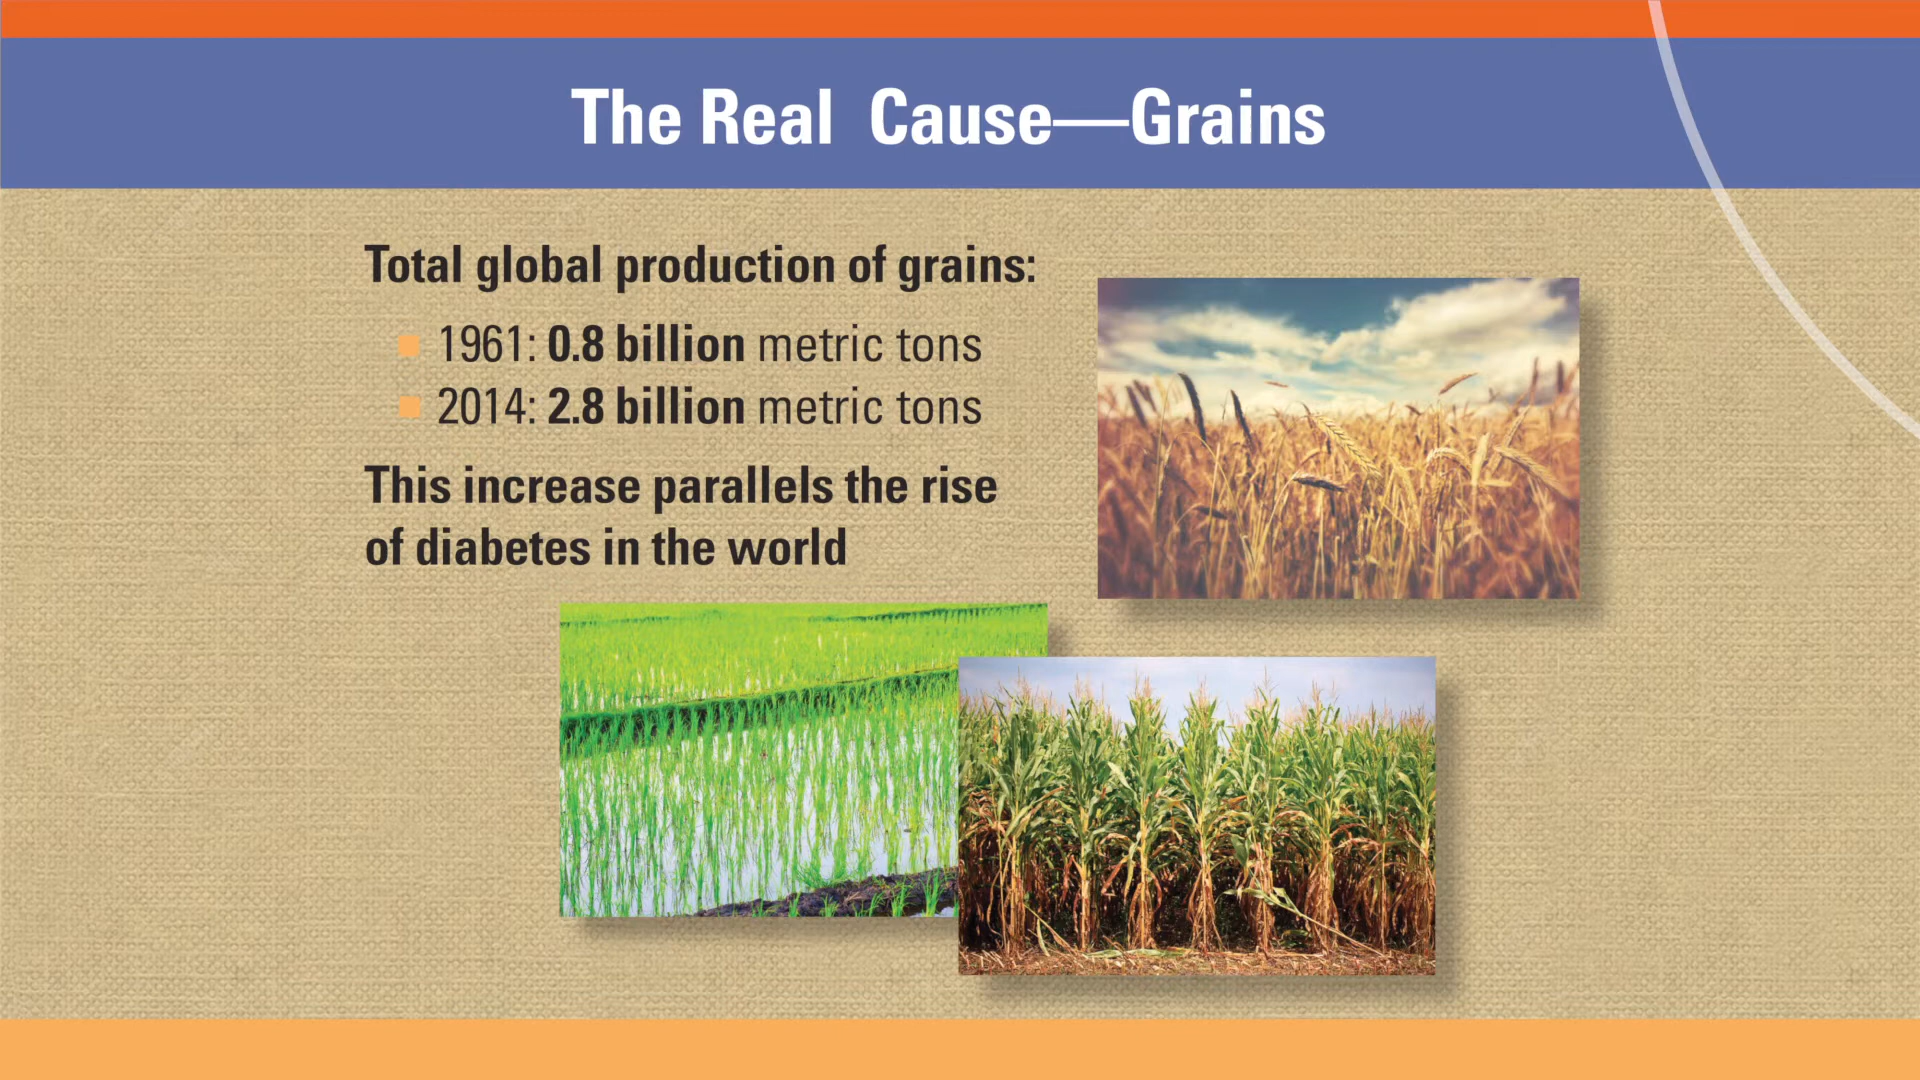 The Real Cause—Grains
Total global production of grains:
1961: 0.8 billion metric tons
2014: 2.8 billion metric tons
This increase parallels the rise
of diabetes in the world